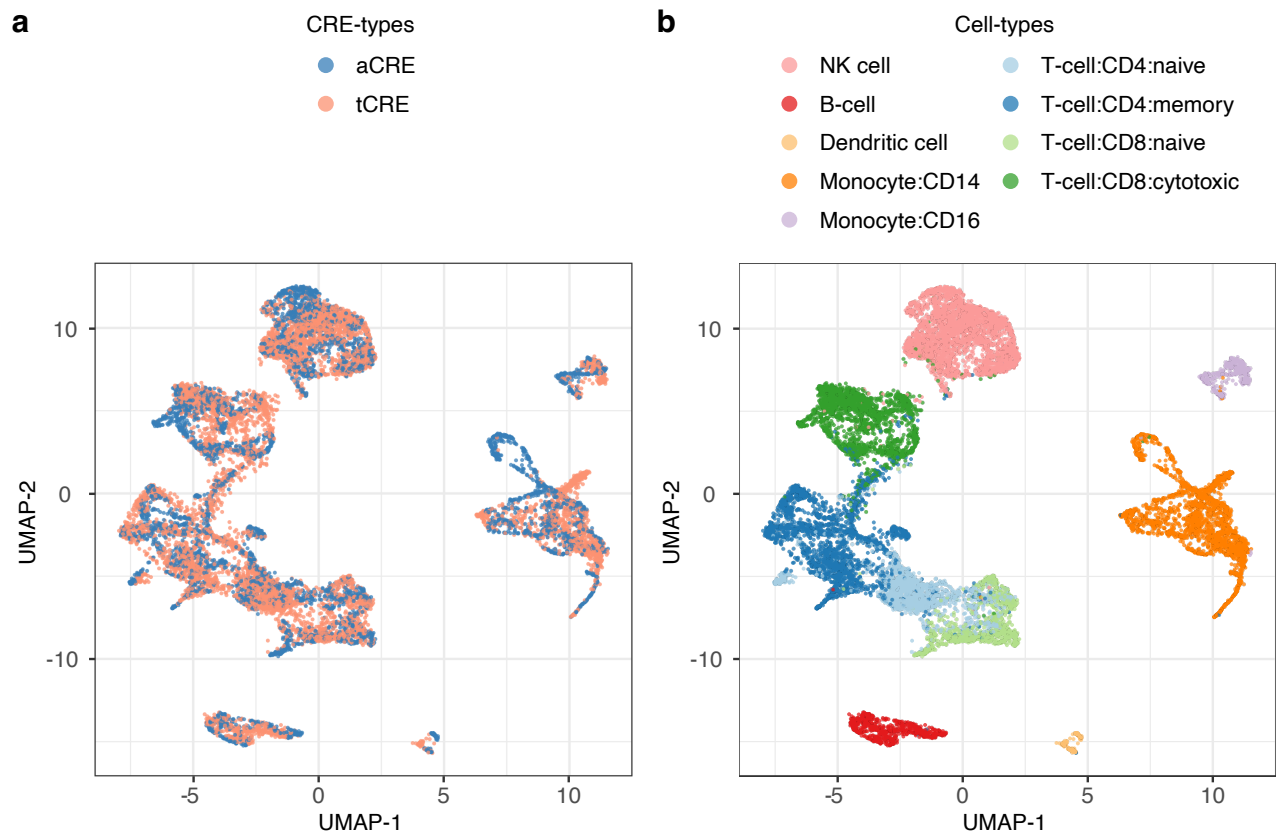 a
CRE-types
aCRE
tCRE
10
0
-10
UMAP-2
-5
0
5
10
UMAP-1
b
Cell-types
NK cell
B-cell
Dendritic cell
Monocyte:CD14
Monocyte:CD16
T-cell:CD4:naive
T-cell:CD4:memory
T-cell:CD8:naive
T-cell:CD8:cytotoxic
10
0
-10
UMAP-2
-5
0
5
10
UMAP-1